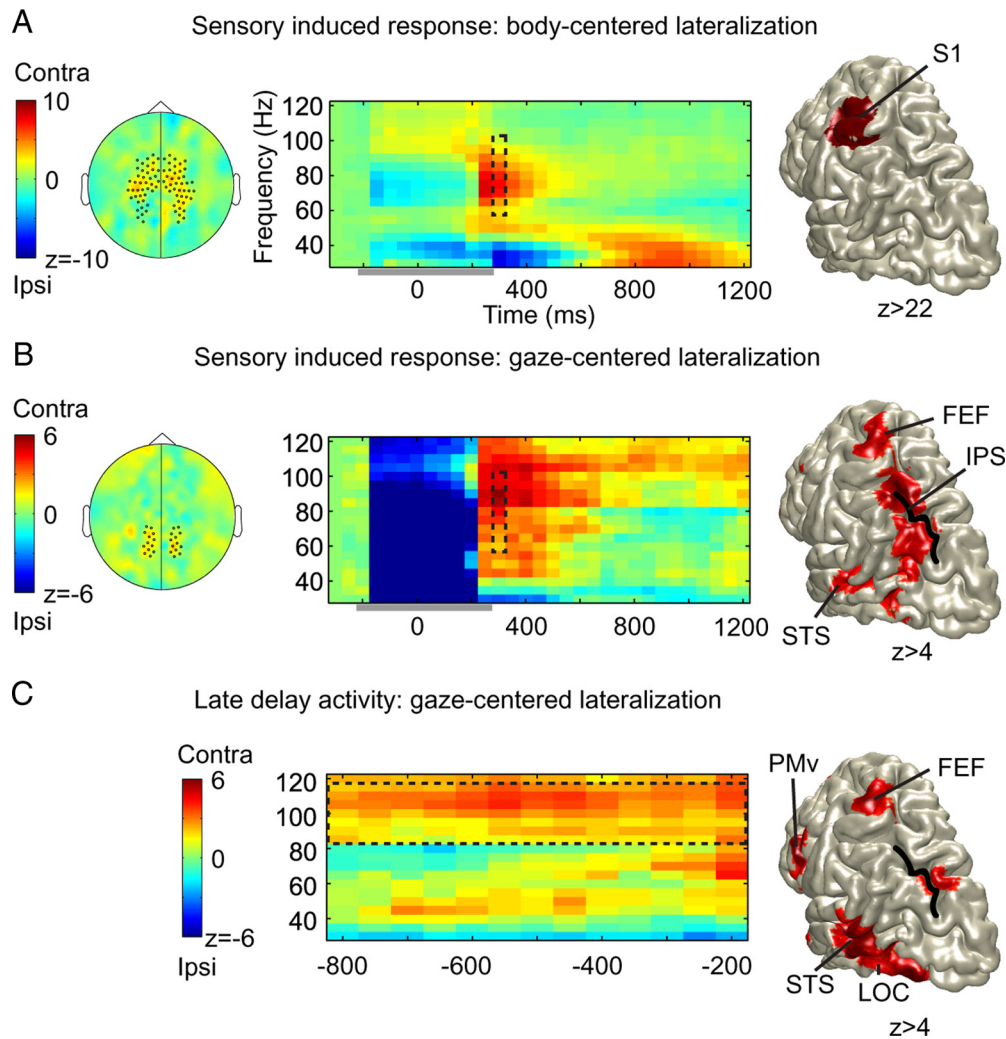 A
Sensory induced response: body-centered lateralization
Contra
10
0
z=-10
Ipsi
Frequency (Hz)
120
100
80
60
40
0 400 800 1200
Time (ms)
S1
z>22
B
Sensory induced response: gaze-centered lateralization
Contra
6
0
z=-6
Ipsi
120
100
80
60
40
0 400 800 1200
FEF
IPS
STS
z>4
C
Late delay activity: gaze-centered lateralization
Contra
6
0
z=-6
Ipsi
120
100
80
60
40
-800 -600 -400 -200
PMv
FEF
STS
LOC
z>4